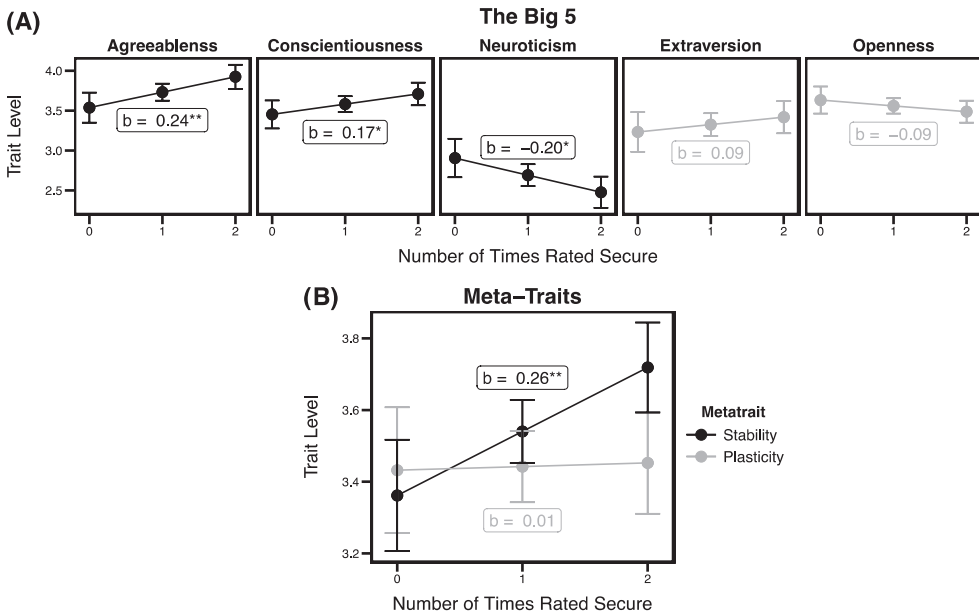 (A)
The Big 5
Agreeablenss Conscientiousness Neuroticism Extraversion Openness
Trait Level
4.0
3.5
3.0
2.5
b = 0.24**
b = 0.17*
b = −0.20*
b = 0.09
b = −0.09
0 1 2 0 1 2 0 1 2 0 1 2 0 1 2
Number of Times Rated Secure
(B)
Meta−Traits
Trait Level
3.8
3.6
3.4
3.2
b = 0.26**
b = 0.01
Metatrait
Stability
Plasticity
0 1 2
Number of Times Rated Secure